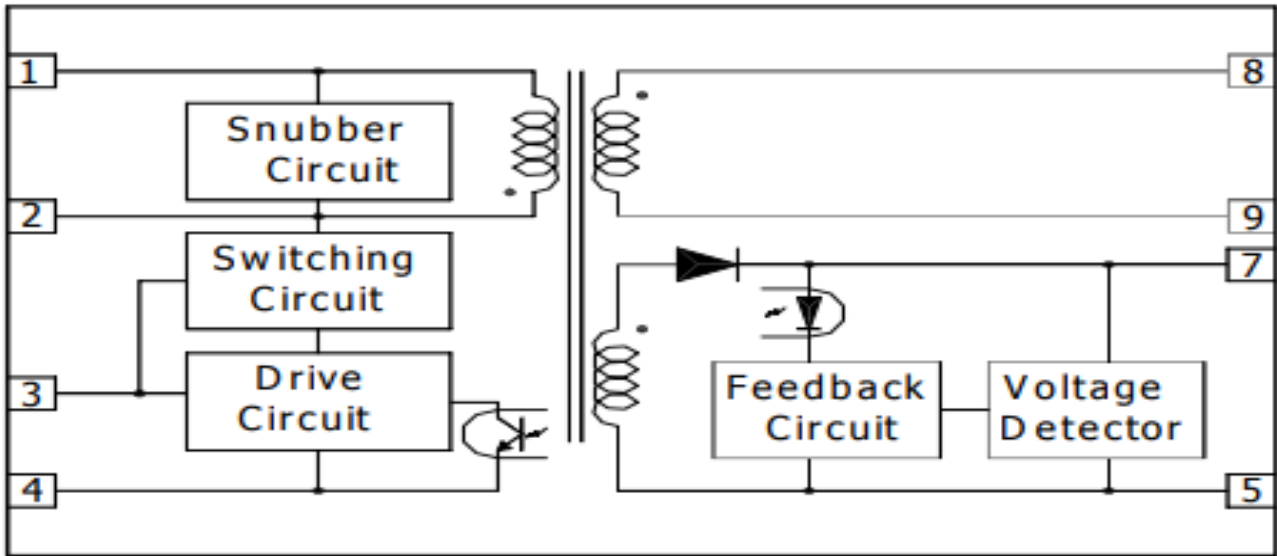 1
8
Snubber
Circuit
2
9
Switching
Circuit
7
3
Drive
Circuit
Feedback
Circuit
Voltage
Detector
4
5